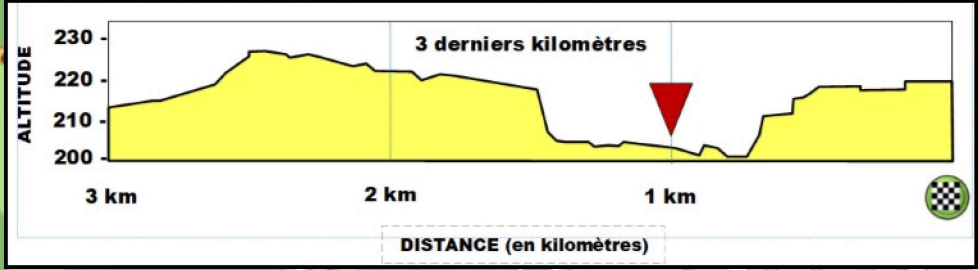 3 derniers kilomètres
ALTITUDE
230
220
210
200
3 km
2 km
1 km
DISTANCE (en kilomètres)